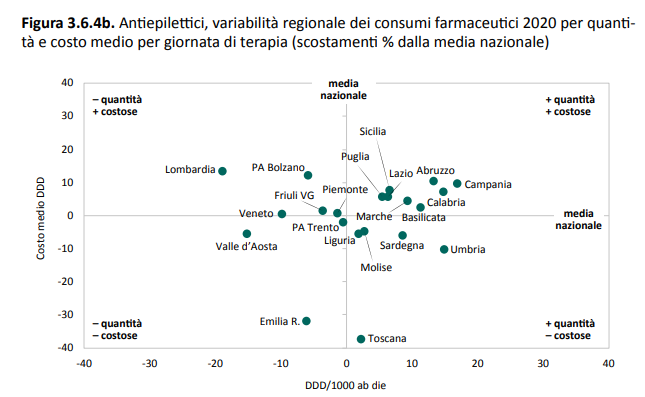 Figura 3.6.4b. Antiepilettici, variabilità regionale dei consumi farmaceutici 2020 per quanti-
tà e costo medio per giornata di terapia (scostamenti % dalla media nazionale)
40
media
nazionale
– quantità
+ costose
+ quantità
+ costose
30
Sicilia
20
Puglia
Lombardia
PA Bolzano
Lazio
Abruzzo
10
Campania
Friuli VG
Piemonte
Calabria
Costo medio DDD
0
Veneto
Marche
Basilicata
media
nazionale
PA Trento
Valle d’Aosta
Liguria
Sardegna
Umbria
-10
Molise
-20
-30
– quantità
– costose
Emilia R.
+ quantità
– costose
Toscana
-40
-40
-30
-20
-10
0
10
20
30
40
DDD/1000 ab die